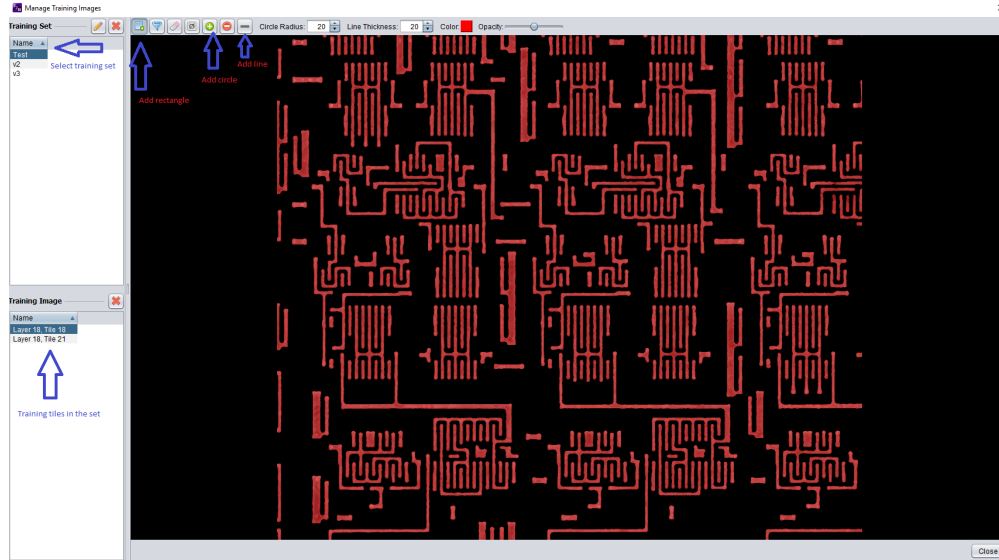 Manage Training Images
Training Set
Circle Radius: 20 Line Thickness: 20 Color: Opacity:
Name
Test
v2
v3
Select training set
Add rectangle
Add circle
Add line
Training Image
Name
Layer 18, Tile 18
Layer 18, Tile 21
Training tiles in the set
Close